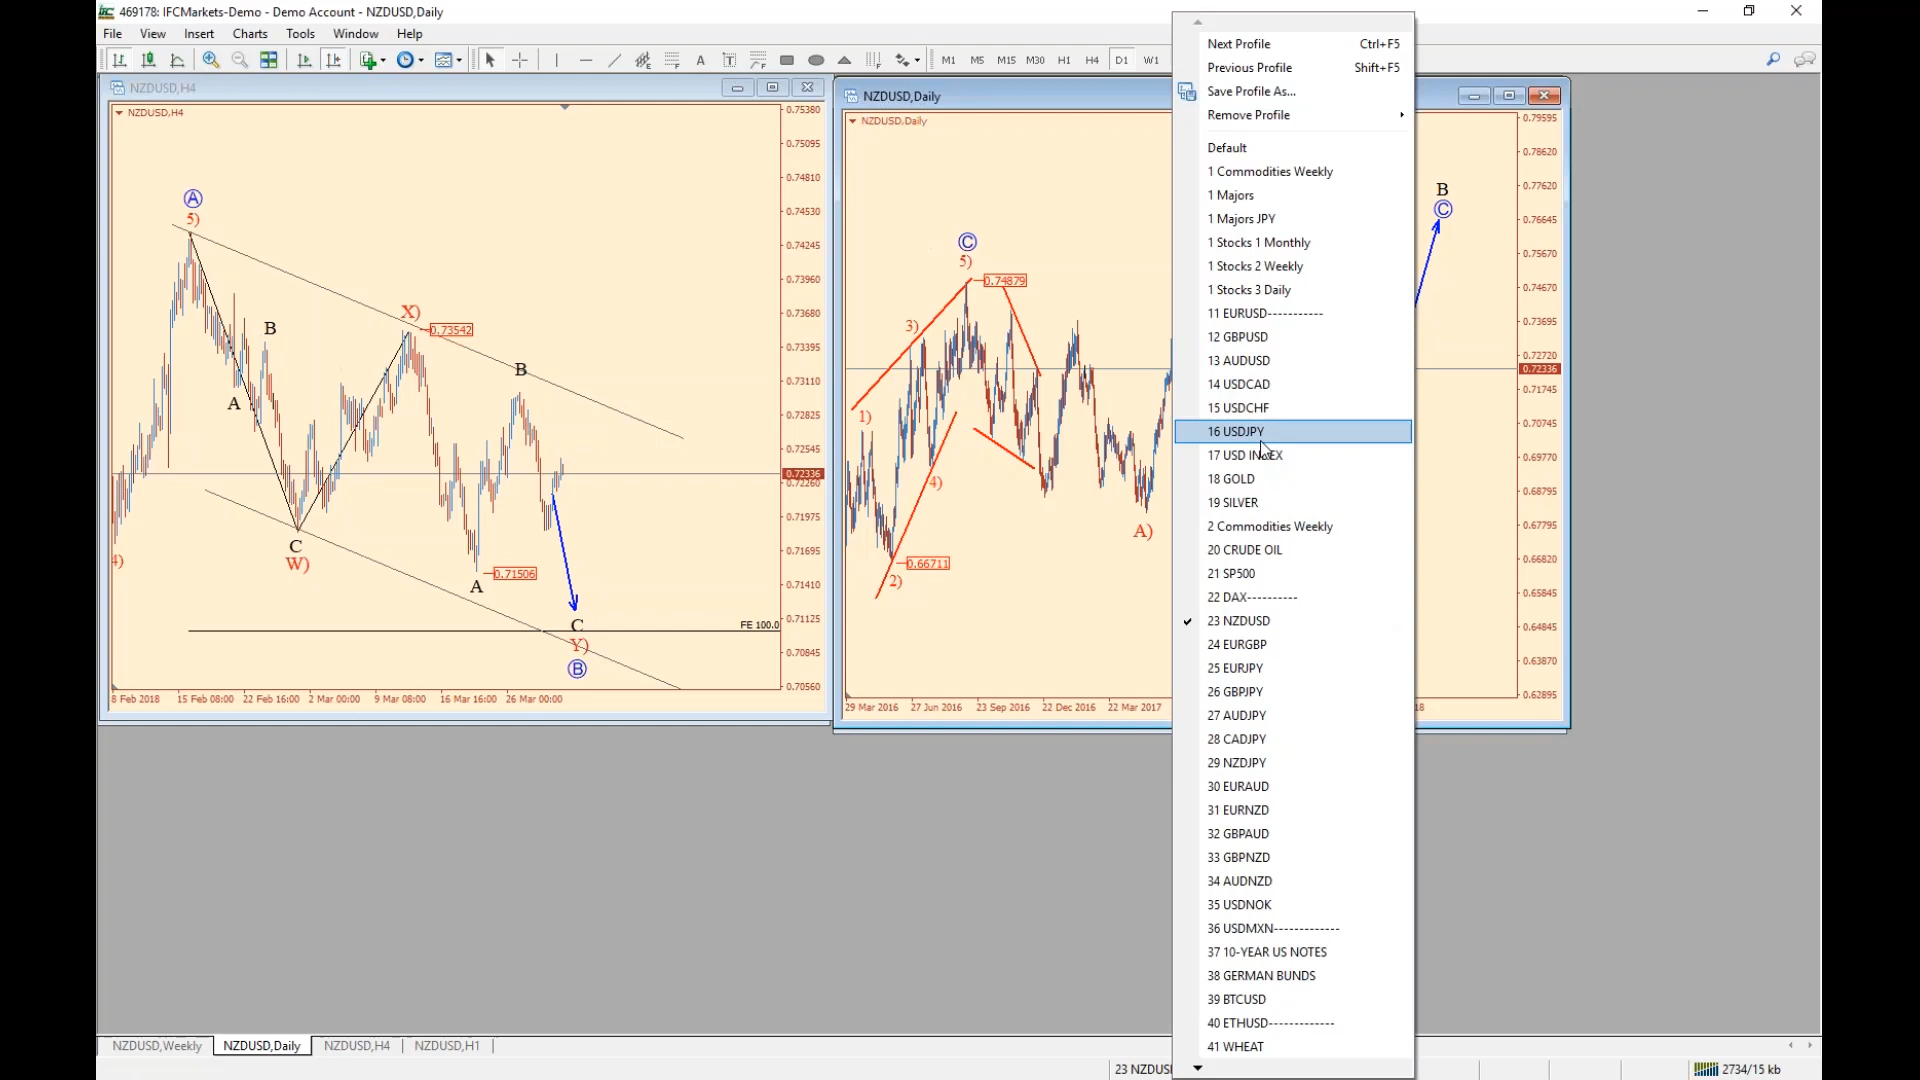 469178: IFCMarkets-Demo - Demo Account - NZDUSD,Daily
File View Insert Charts Tools Window Help
M1 M5 M15 M30 H1 H4 D1 W1
NZDUSD,H4
NZDUSD,H4
0.75380
0.75095
0.74810
0.74530
0.74245
0.73960
0.73680
0.73395
0.73110
0.72825
0.72545
0.72336
0.72260
0.71975
0.71695
0.71410
0.71125
0.70845
0.70560
A
5)
B
A
X)
0.73542
B
C
W)
4)
0.71506
A
FE 100.0
C
Y)
B
8 Feb 2018 15 Feb 08:00 22 Feb 16:00 2 Mar 00:00 9 Mar 08:00 16 Mar 16:00 26 Mar 00:00
NZDUSD,Daily
NZDUSD,Daily
C
5)
0.74879
3)
1)
4)
A)
0.66711
2)
B
C
0.79595
0.78620
0.77620
0.76645
0.75670
0.74670
0.73695
0.72720
0.72336
0.71745
0.70745
0.69770
0.68795
0.67795
0.66820
0.65845
0.64845
0.63870
0.62895
29 Mar 2016 27 Jun 2016 23 Sep 2016 22 Dec 2016 22 Mar 2017
18
Next Profile Ctrl+F5
Previous Profile Shift+F5
Save Profile As...
Remove Profile
Default
1 Commodities Weekly
1 Majors
1 Majors JPY
1 Stocks 1 Monthly
1 Stocks 2 Weekly
1 Stocks 3 Daily
11 EURUSD-----------
12 GBPUSD
13 AUDUSD
14 USDCAD
15 USDCHF
16 USDJPY
17 USD INDEX
18 GOLD
19 SILVER
2 Commodities Weekly
20 CRUDE OIL
21 SP500
22 DAX----------
23 NZDUSD
24 EURGBP
25 EURJPY
26 GBPJPY
27 AUDJPY
28 CADJPY
29 NZDJPY
30 EURAUD
31 EURNZD
32 GBPAUD
33 GBPNZD
34 AUDNZD
35 USDNOK
36 USDMXN-------------
37 10-YEAR US NOTES
38 GERMAN BUNDS
39 BTCUSD
40 ETHUSD-------------
41 WHEAT
NZDUSD,Weekly NZDUSD,Daily NZDUSD,H4 NZDUSD,H1
23 NZDUS
2734/15 kb